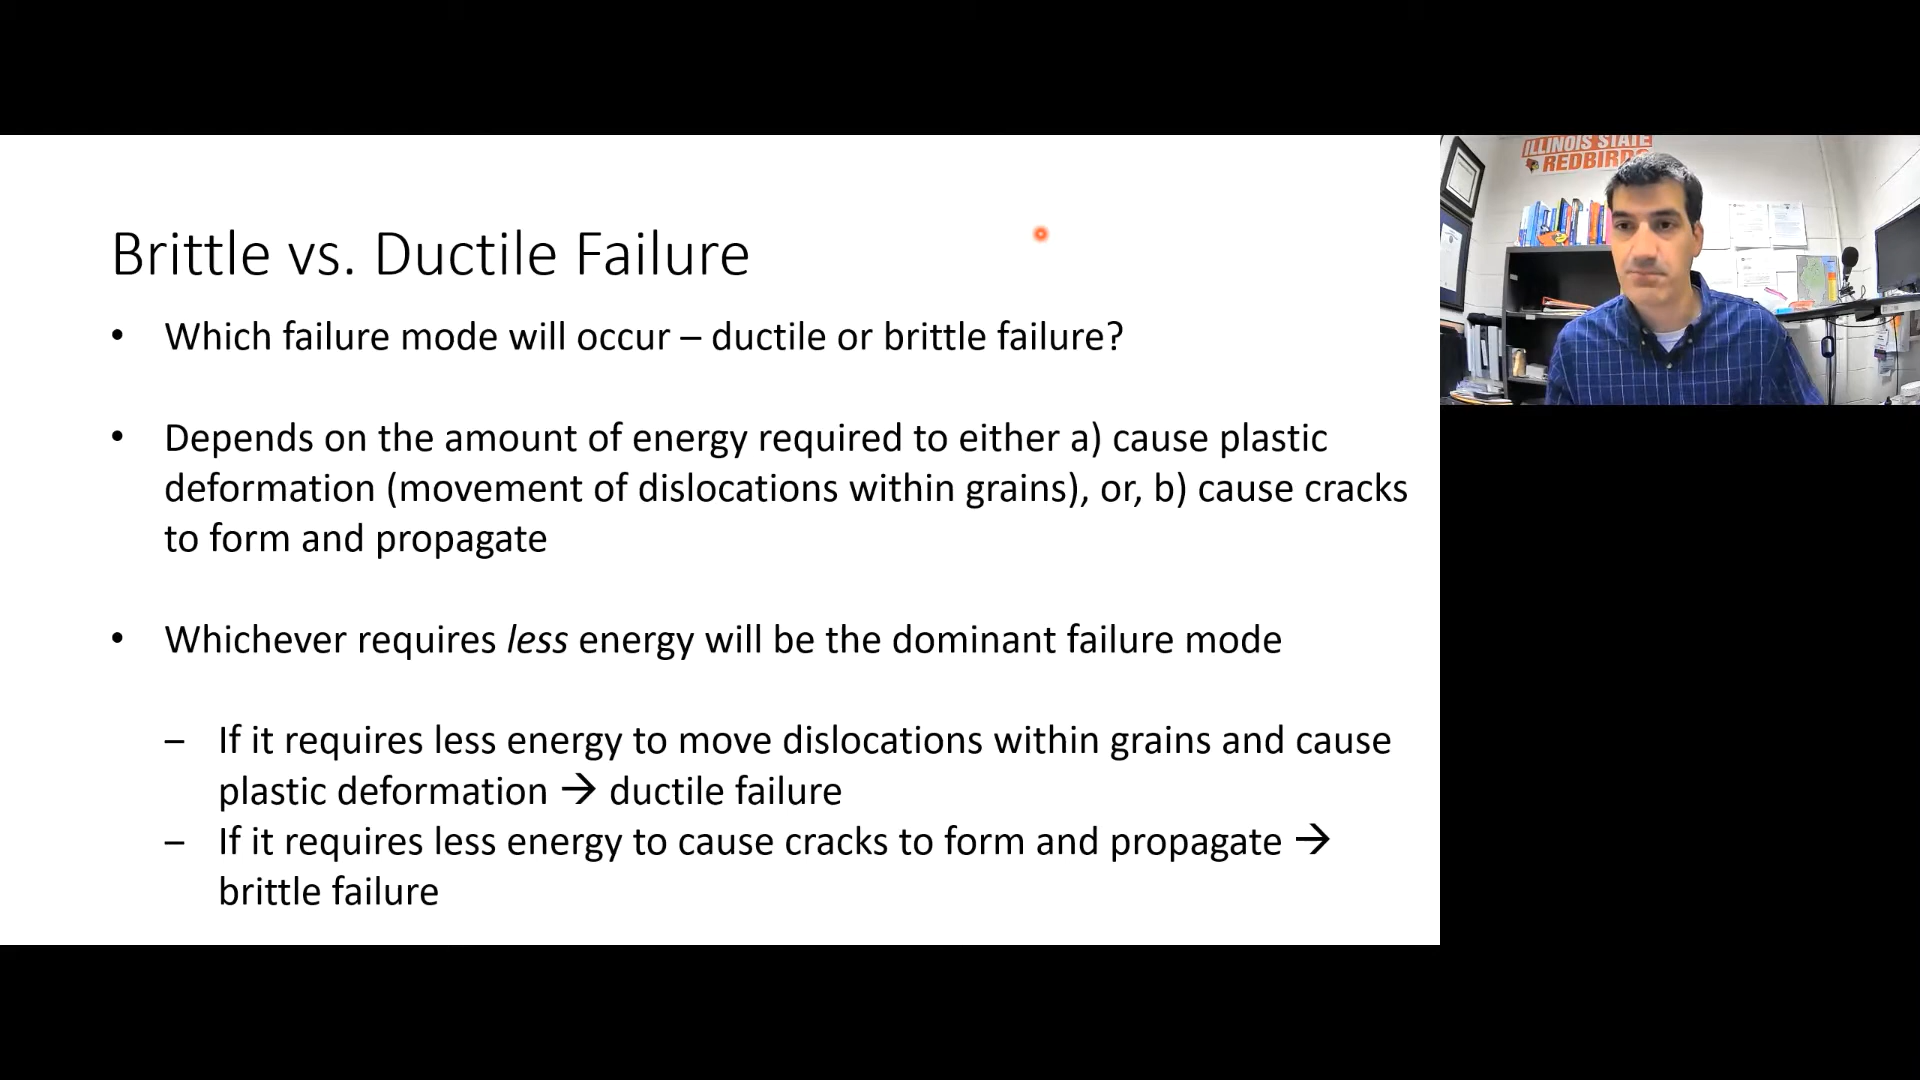 Brittle vs. Ductile Failure
• Which failure mode will occur – ductile or brittle failure?
• Depends on the amount of energy required to either a) cause plastic
deformation (movement of dislocations within grains), or, b) cause cracks
to form and propagate
• Whichever requires less energy will be the dominant failure mode
– If it requires less energy to move dislocations within grains and cause
plastic deformation → ductile failure
– If it requires less energy to cause cracks to form and propagate →
brittle failure
ILLINOIS STATE
REDBIRDS